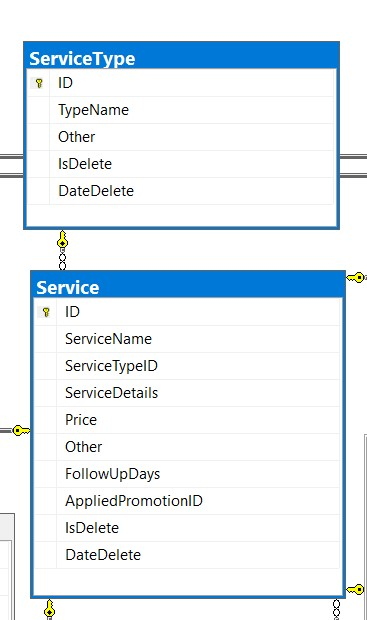 ServiceType
ID
TypeName
Other
IsDelete
DateDelete
Service
ID
ServiceName
ServiceTypeID
ServiceDetails
Price
Other
FollowUpDays
AppliedPromotionID
IsDelete
DateDelete